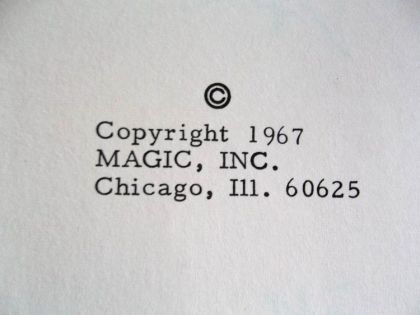 ©
Copyright 1967
MAGIC, INC.
Chicago, Ill. 60625